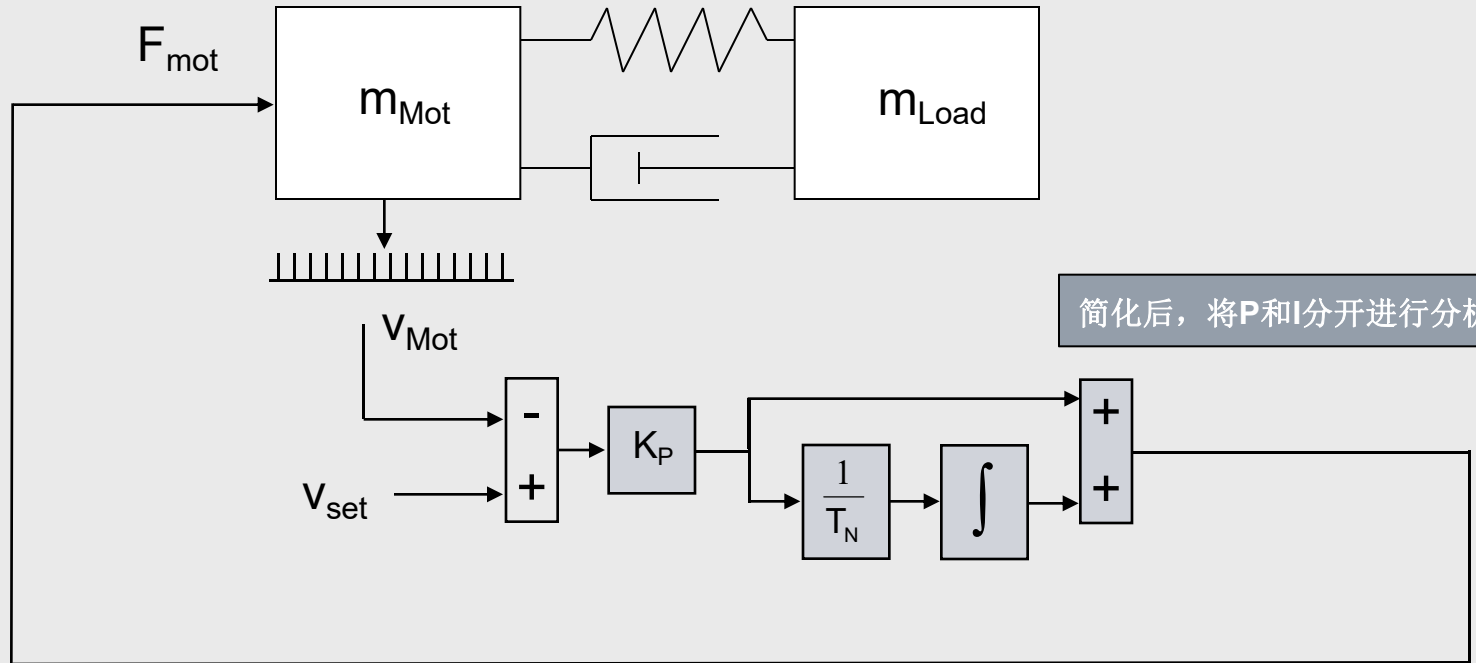 F_mot
m_Mot
m_Load
v_Mot
简化后，将P和I分开进行分析
-
K_P
+
v_set
+
1
T_N
∫
+